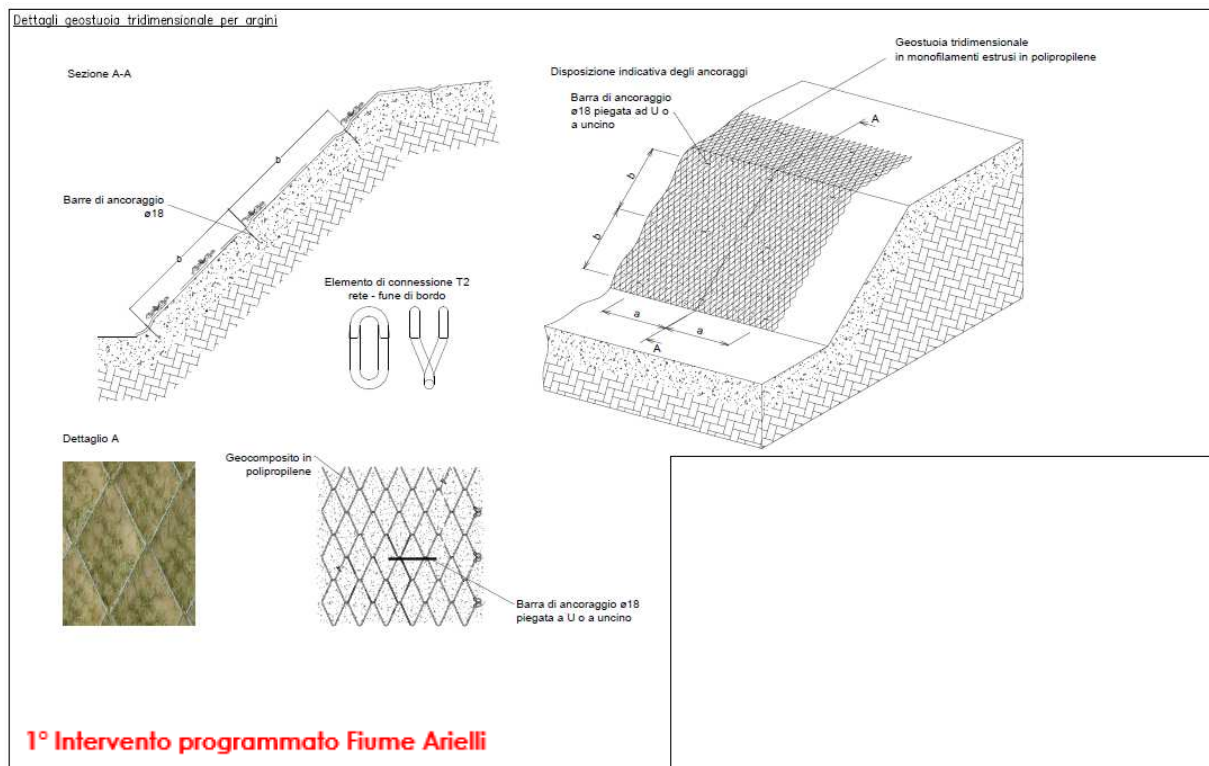 Dettagli geostuoia tridimensionale per argini
Sezione A-A
b
b
Barre di ancoraggio
ø18
Elemento di connessione T2
rete - fune di bordo
Disposizione indicativa degli ancoraggi
Geostuoia tridimensionale
in monofilamenti estrusi in polipropilene
Barra di ancoraggio
ø18 piegata ad U o
a uncino
A
b
b
a
a
A
Dettaglio A
Geocomposito in
polipropilene
Barra di ancoraggio ø18
piegata a U o a uncino
1° Intervento programmato Fiume Arielli